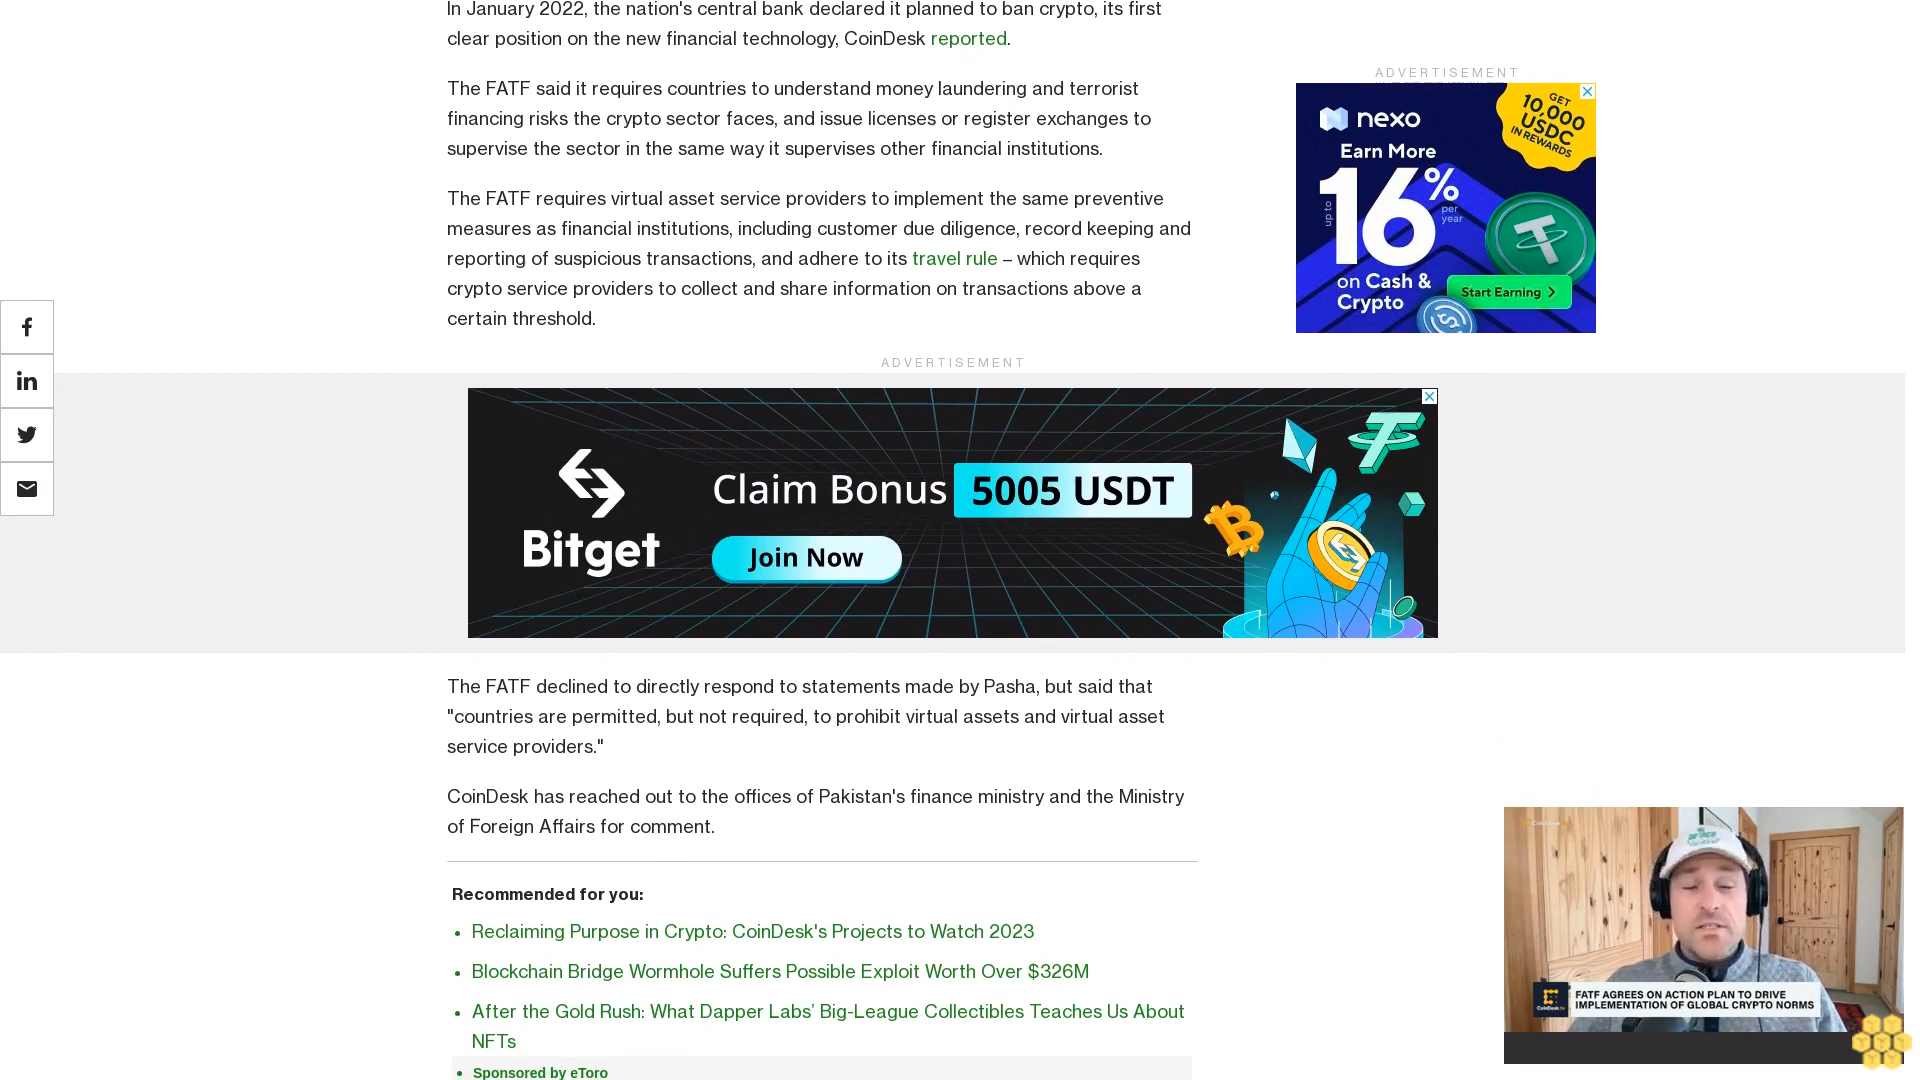 In January 2022, the nation's central bank declared it planned to ban crypto, its first
clear position on the new financial technology, CoinDesk reported.
The FATF said it requires countries to understand money laundering and terrorist
financing risks the crypto sector faces, and issue licenses or register exchanges to
supervise the sector in the same way it supervises other financial institutions.
The FATF requires virtual asset service providers to implement the same preventive
measures as financial institutions, including customer due diligence, record keeping and
reporting of suspicious transactions, and adhere to its travel rule – which requires
crypto service providers to collect and share information on transactions above a
certain threshold.
ADVERTISEMENT
nexo
GET
10,000
USDC
IN REWARDS
Earn More
up to
16%
per
year
on Cash &
Crypto
Start Earning
ADVERTISEMENT
Bitget
Claim Bonus 5005 USDT
Join Now
The FATF declined to directly respond to statements made by Pasha, but said that
"countries are permitted, but not required, to prohibit virtual assets and virtual asset
service providers."
CoinDesk has reached out to the offices of Pakistan's finance ministry and the Ministry
of Foreign Affairs for comment.
Recommended for you:
• Reclaiming Purpose in Crypto: CoinDesk's Projects to Watch 2023
• Blockchain Bridge Wormhole Suffers Possible Exploit Worth Over $326M
• After the Gold Rush: What Dapper Labs’ Big-League Collectibles Teaches Us About
NFTs
• Sponsored by eToro
FATF AGREES ON ACTION PLAN TO DRIVE
IMPLEMENTATION OF GLOBAL CRYPTO NORMS